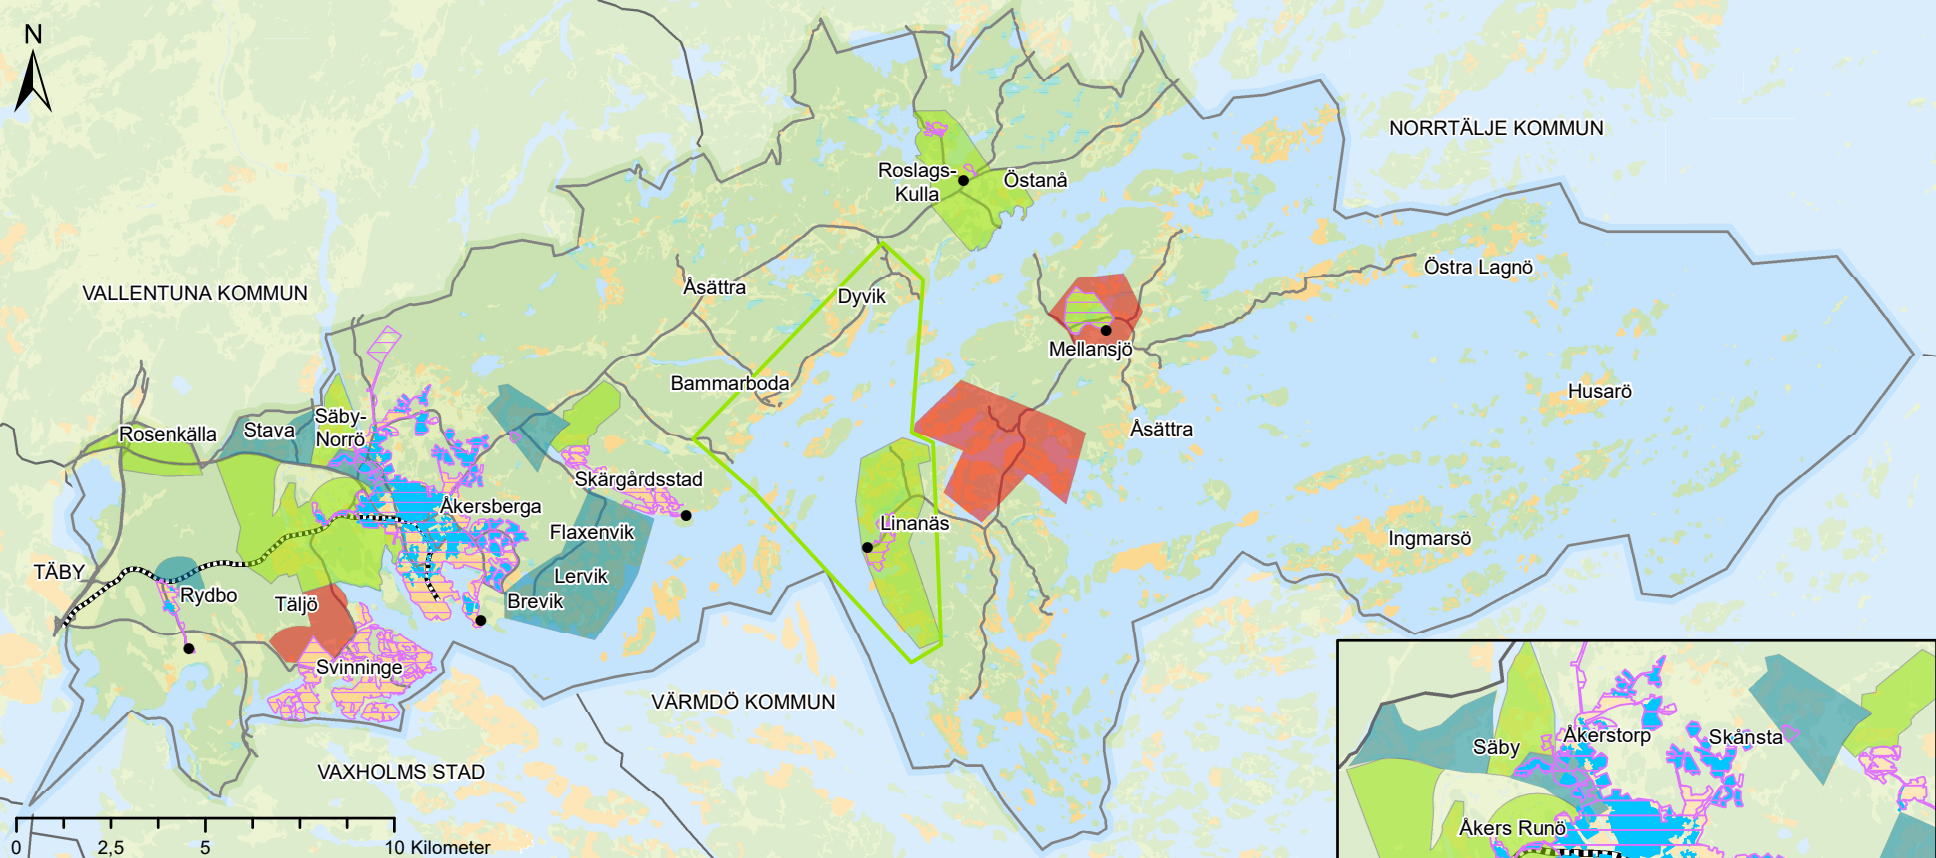 N
NORRTÄLJE KOMMUN
Roslags-
Kulla
Östanå
Östra Lagnö
Åsättra
VALLENTUNA KOMMUN
Dyvik
Mellansjö
Bammarboda
Husarö
Säby-
Norrö
Stava
Rosenkälla
Åsättra
Skärgårdsstad
Åkersberga
Linanäs
Flaxenvik
Ingmarsö
TÄBY
Lervik
Rydbo
Täljö
Brevik
Svinninge
VÄRMDÖ KOMMUN
VAXHOLMS STAD
Säby
Åkerstorp
Skånsta
Åkers Runö
0 2,5 5 10 Kilometer